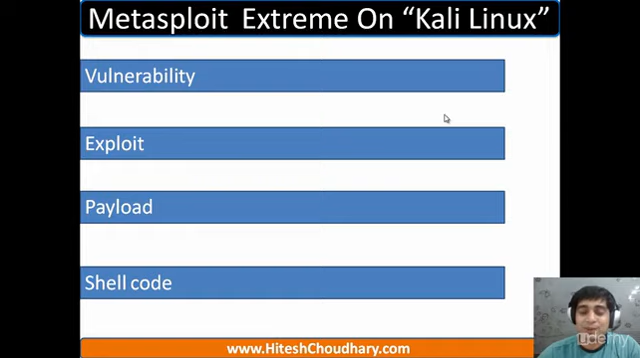 Metasploit Extreme On “Kali Linux”
Vulnerability
Exploit
Payload
Shell code
udemy
www.HiteshChoudhary.com